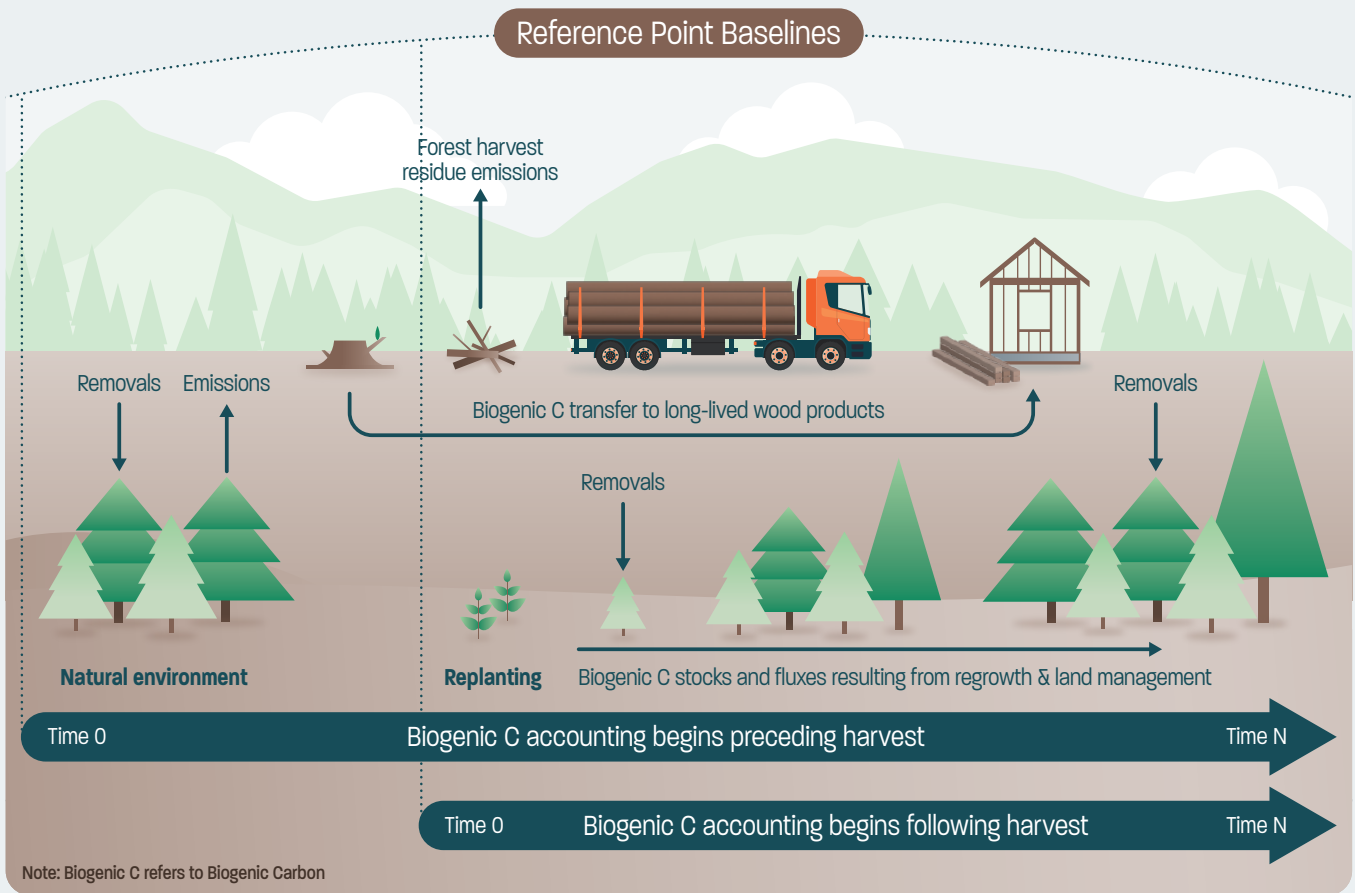 Reference Point Baselines
Forest harvest
residue emissions
Removals
Emissions
Biogenic C transfer to long-lived wood products
Removals
Removals
Natural environment
Replanting
Biogenic C stocks and fluxes resulting from regrowth & land management
Time 0
Biogenic C accounting begins preceding harvest
Time N
Time 0
Biogenic C accounting begins following harvest
Time N
Note: Biogenic C refers to Biogenic Carbon